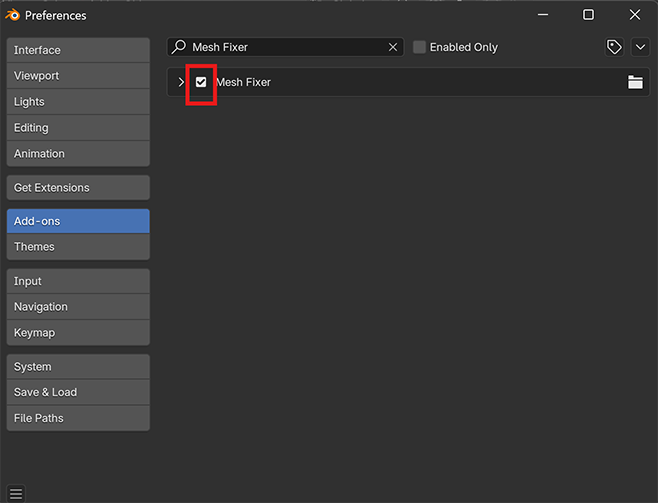 Preferences
Interface
Viewport
Lights
Editing
Animation
Get Extensions
Add-ons
Themes
Input
Navigation
Keymap
System
Save & Load
File Paths
Mesh Fixer
Enabled Only
Mesh Fixer